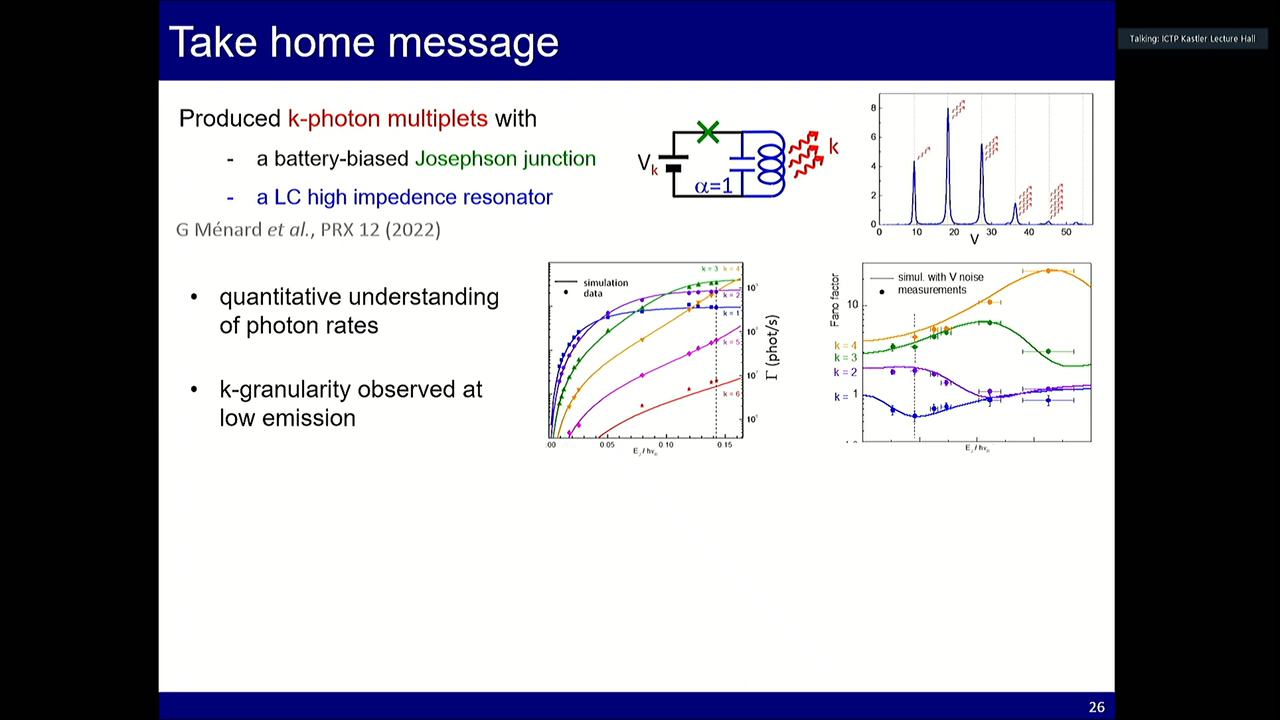 Take home message
Talking: ICTP Kastler Lecture Hall
Produced k-photon multiplets with
- a battery-biased Josephson junction
- a LC high impedence resonator
G Ménard et al., PRX 12 (2022)
Vk
α=1
k
8
6
4
2
0
0 10 20 30 40 50
V
• quantitative understanding
of photon rates
• k-granularity observed at
low emission
simulation
data
k = 3 k = 4
k = 2
k = 1
k = 5
k = 6
0.05 0.10 0.15
Γ (phot/s)
simul. with V noise
measurements
Fano factor
10
1
k = 4
k = 3
k = 2
k = 1
26